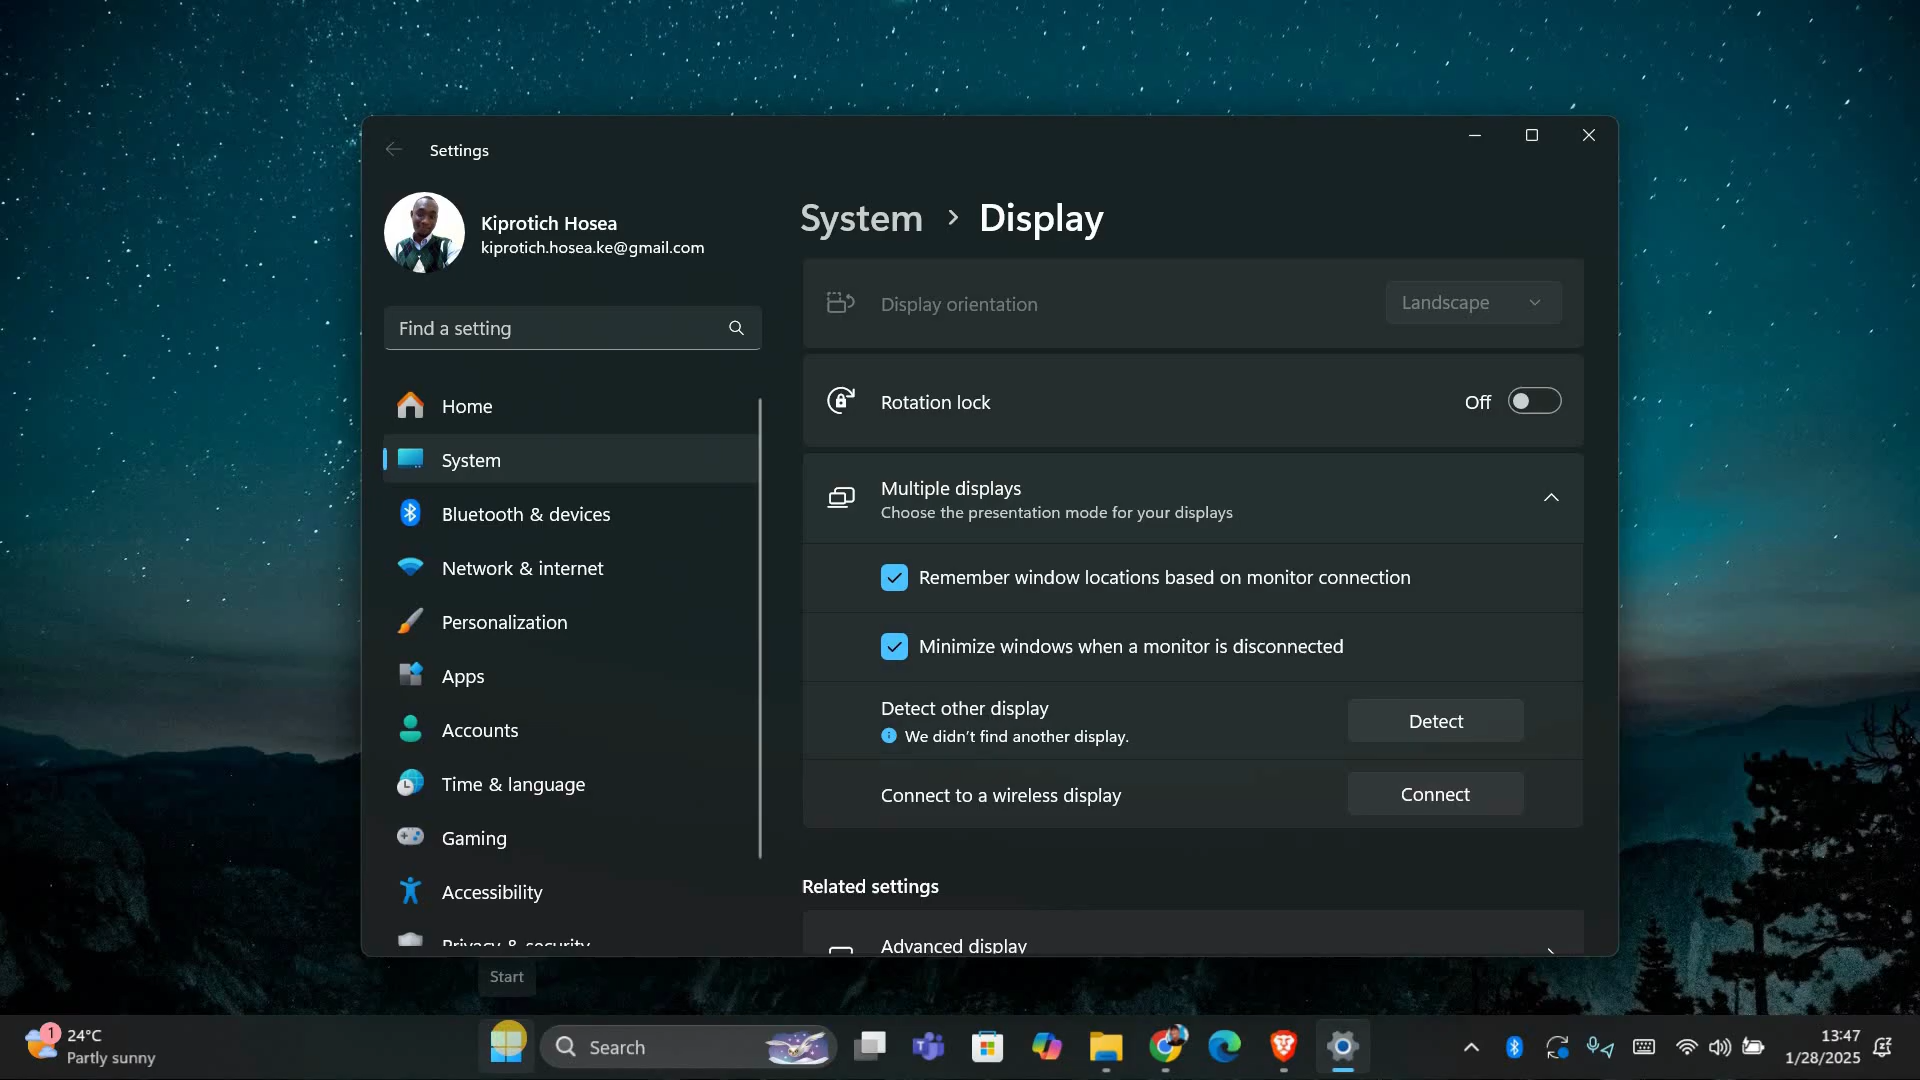 Settings
Kiprotich Hosea
kiprotich.hosea.ke@gmail.com
Find a setting
Home
System
Bluetooth & devices
Network & internet
Personalization
Apps
Accounts
Time & language
Gaming
Accessibility
Privacy & security
System > Display
Display orientation
Landscape
Rotation lock
Off
Multiple displays
Choose the presentation mode for your displays
Remember window locations based on monitor connection
Minimize windows when a monitor is disconnected
Detect other display
We didn't find another display.
Detect
Connect to a wireless display
Connect
Related settings
Advanced display
Start
1
24°C
Partly sunny
Search
13:47
1/28/2025